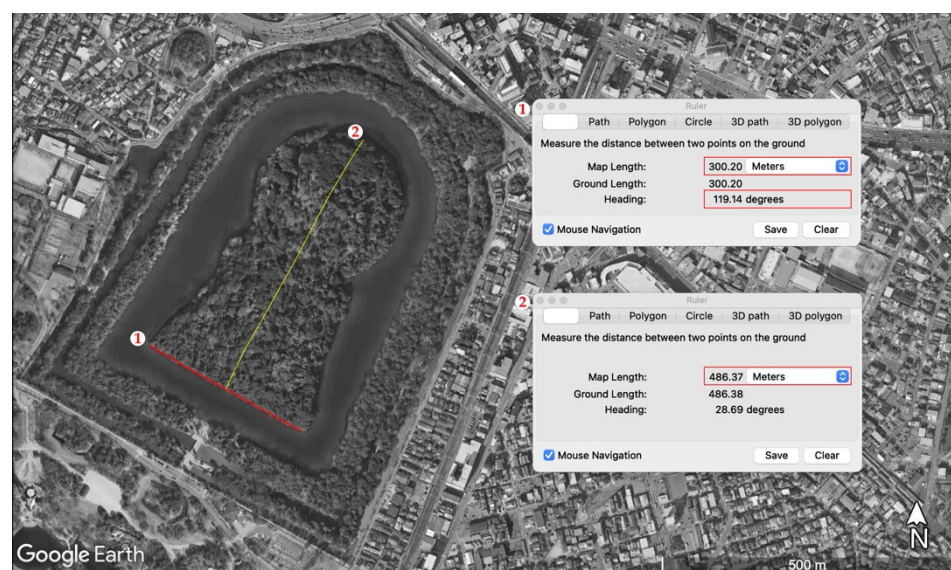 1
Ruler
Path Polygon Circle 3D path 3D polygon
Measure the distance between two points on the ground
Map Length: 300.20 Meters
Ground Length: 300.20
Heading: 119.14 degrees
Mouse Navigation Save Clear
2
1
2
Ruler
Path Polygon Circle 3D path 3D polygon
Measure the distance between two points on the ground
Map Length: 486.37 Meters
Ground Length: 486.38
Heading: 28.69 degrees
Mouse Navigation Save Clear
N
Google Earth
500 m